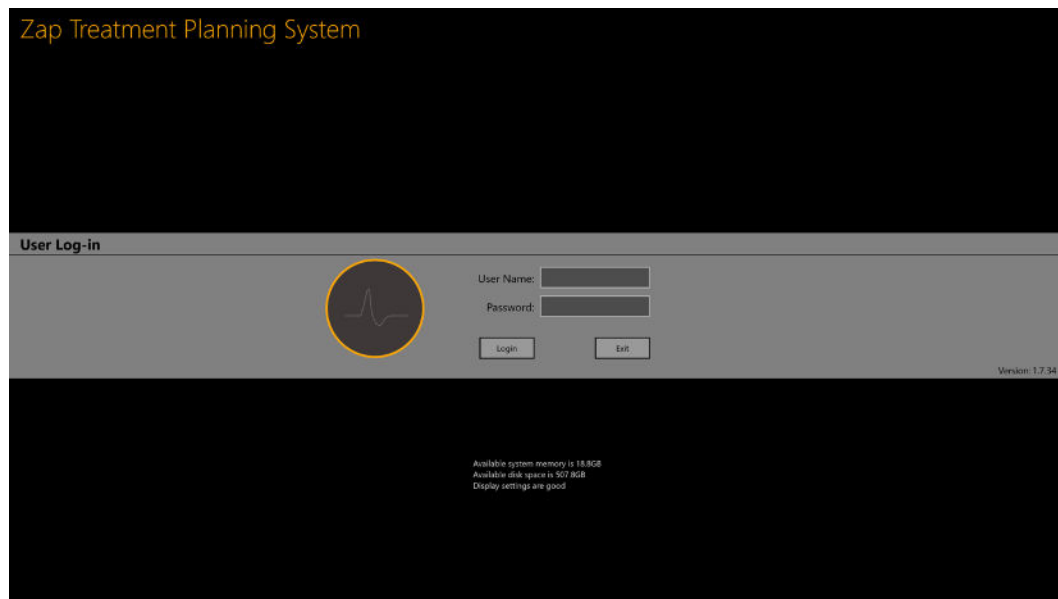 Zap Treatment Planning System
User Log-in
User Name:
Password:
Login Exit
Version: 1.7.34
Available system memory is 18.8GB
Available disk space is 507.8GB
Display settings are good